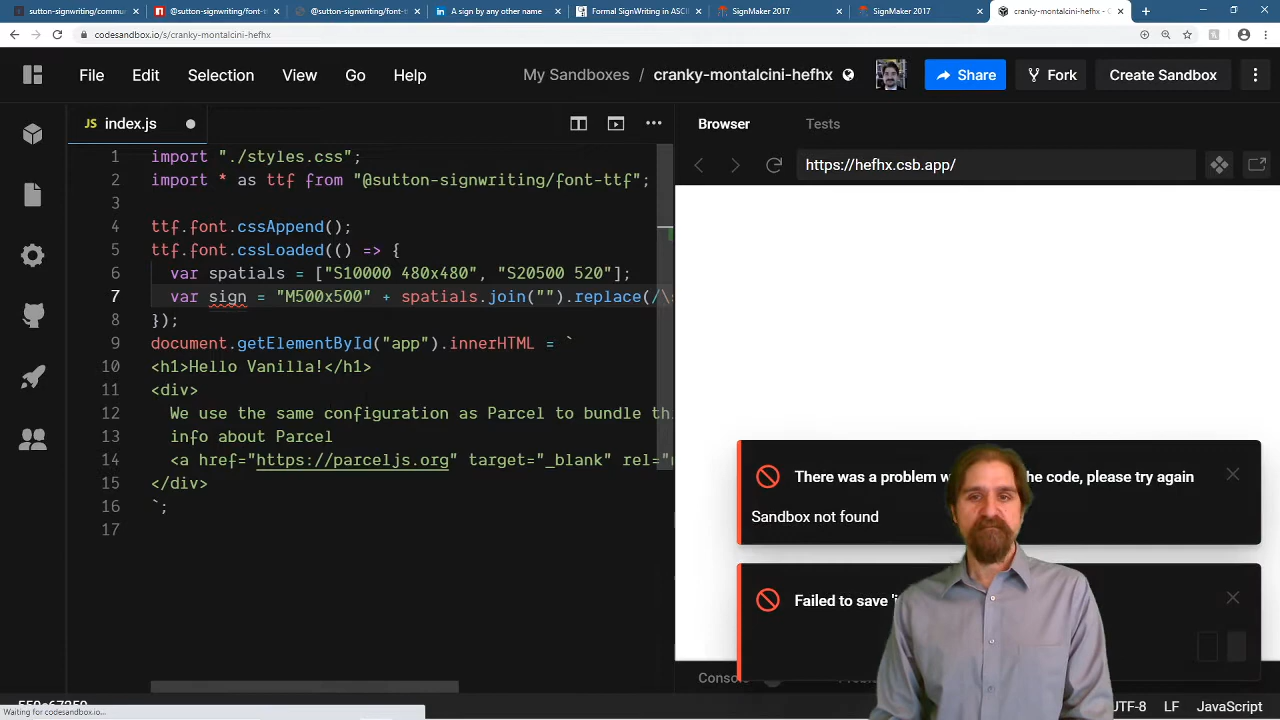 sutton-signwriting/commun
@sutton-signwriting/font-tt
@sutton-signwriting/font-t
A sign by any other name
Formal SignWriting in ASCII
SignMaker 2017
SignMaker 2017
cranky-montalcini-hefhx - C
codesandbox.io/s/cranky-montalcini-hefhx
File Edit Selection View Go Help
My Sandboxes / cranky-montalcini-hefhx
Share Fork Create Sandbox
JS index.js
Browser Tests
https://hefhx.csb.app/
1 import "./styles.css";
2 import * as ttf from "@sutton-signwriting/font-ttf";
3
4 ttf.font.cssAppend();
5 ttf.font.cssLoaded(() => {
6 var spatials = ["S10000 480x480", "S20500 520"];
7 var sign = "M500x500" + spatials.join("").replace(/\s
8 });
9 document.getElementById("app").innerHTML = `
10 <h1>Hello Vanilla!</h1>
11 <div>
12 We use the same configuration as Parcel to bundle th
13 info about Parcel
14 <a href="https://parceljs.org" target="_blank" rel="
15 </div>
16 `;
17
There was a problem w he code, please try again
Sandbox not found
Failed to save 'i
Console
UTF-8 LF JavaScript
Waiting for codesandbox.io...